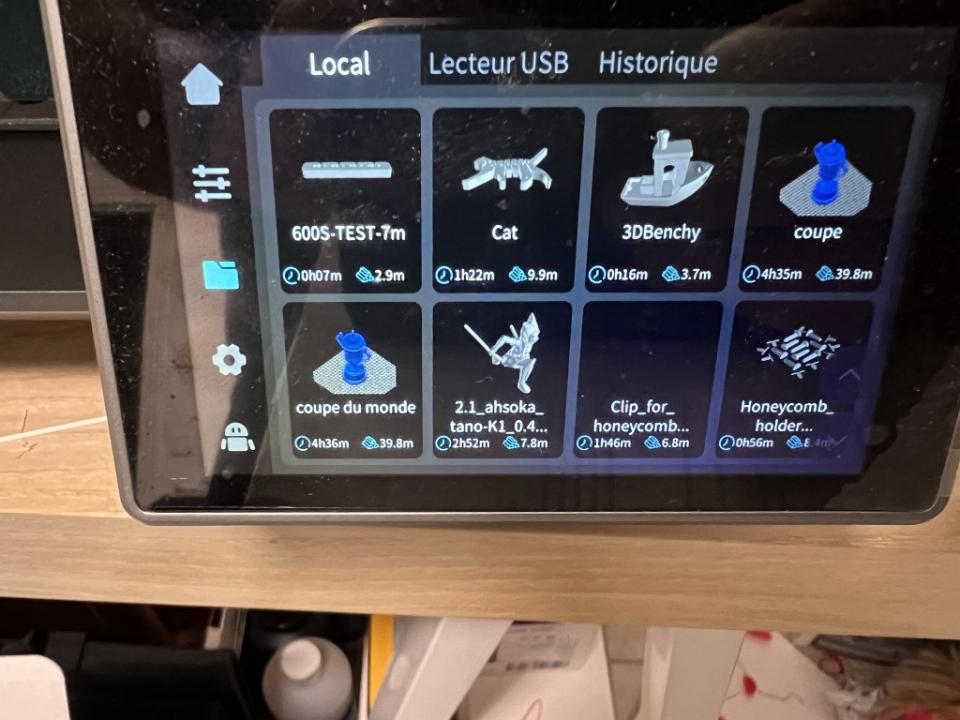 Local Lecteur USB Historique
600S-TEST-7m
0h07m 2.9m
Cat
1h22m 9.9m
3DBenchy
0h16m 3.7m
coupe
4h35m 39.8m
coupe du monde
4h36m 39.8m
2.1_ahsoka_
tano-K1_0.4...
2h52m 7.8m
Clip_for_
honeycomb...
1h46m 6.8m
Honeycomb_
holder...
0h56m 8.4m